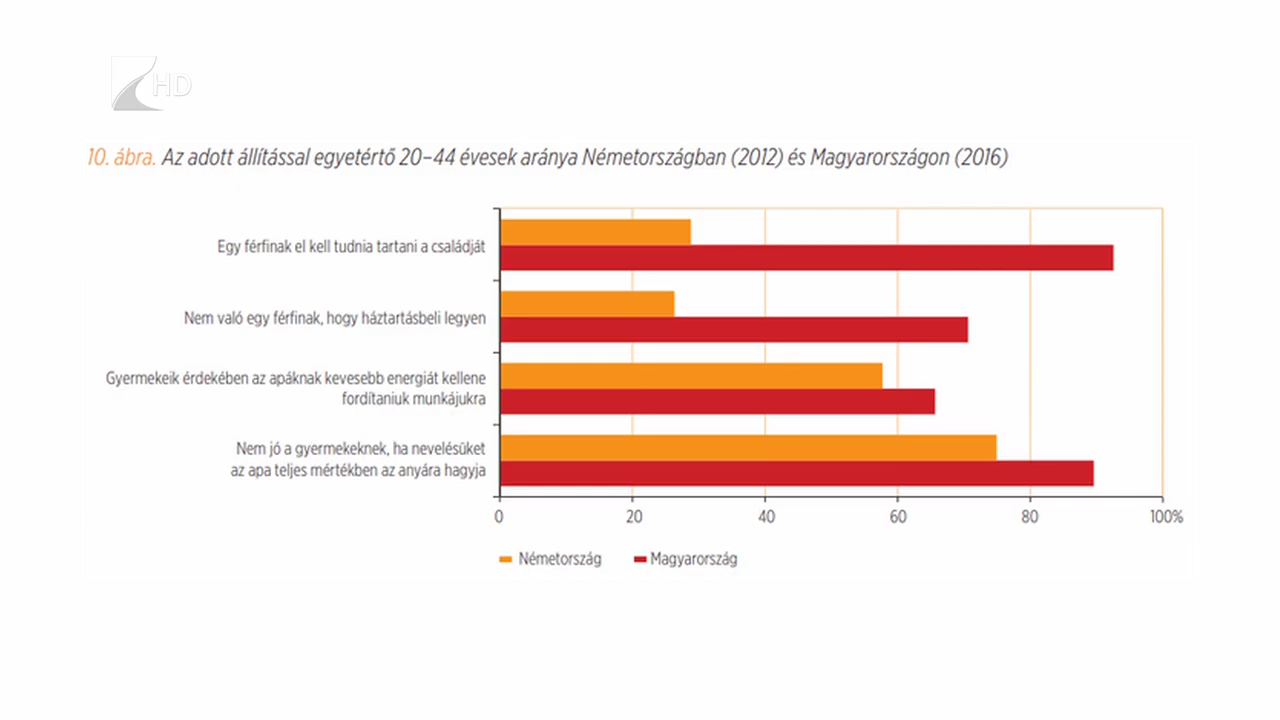 HD
10. ábra. Az adott állítással egyetértő 20–44 évesek aránya Németországban (2012) és Magyarországon (2016)
Egy férfinak el kell tudnia tartani a családját
Nem való egy férfinak, hogy háztartásbeli legyen
Gyermekeik érdekében az apáknak kevesebb energiát kellene
fordítaniuk munkájukra
Nem jó a gyermekeknek, ha nevelésüket
az apa teljes mértékben az anyára hagyja
0 20 40 60 80 100%
Németország Magyarország